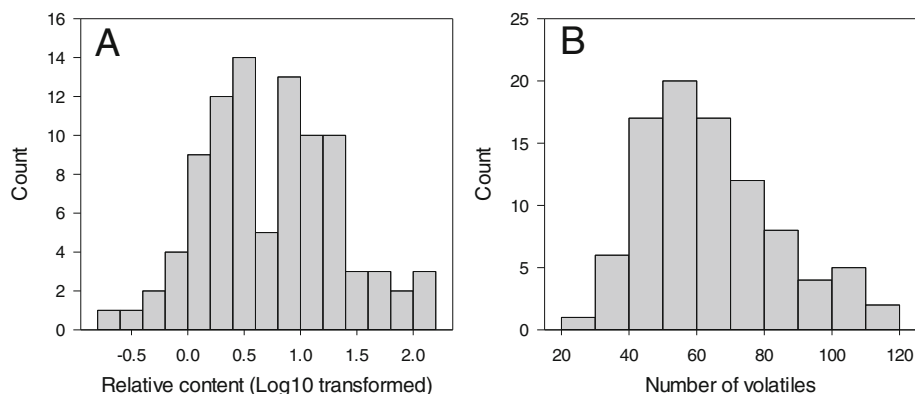 A
16
14
12
10
8
6
4
2
0
Count
-0.5 0.0 0.5 1.0 1.5 2.0
Relative content (Log10 transformed)
B
25
20
15
10
5
0
Count
20 40 60 80 100 120
Number of volatiles